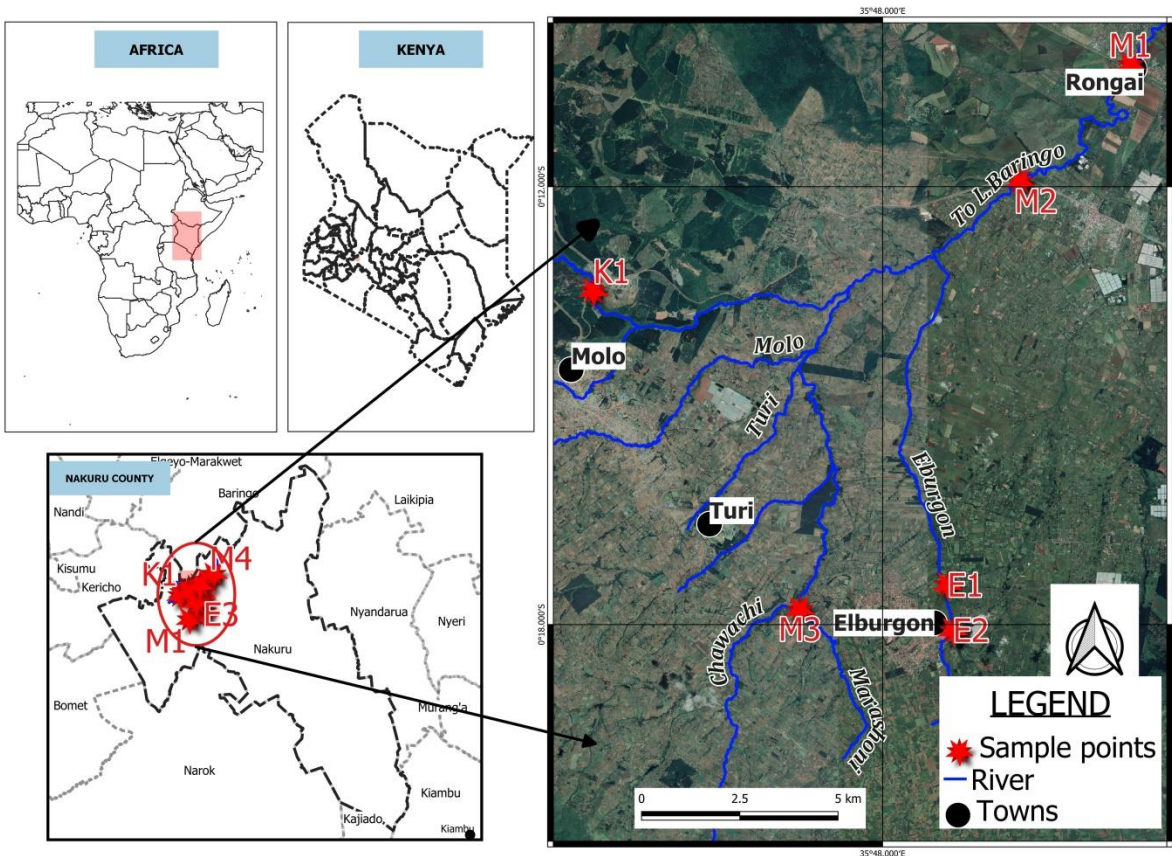 AFRICA
KENYA
NAKURU COUNTY
Elgeyo-Marakwet
Baringo
Nandi
Laikipia
Kisumu
Kericho
K1
M4
E3
M1
Nyandarua
Nyeri
Nakuru
Bomet
Murang'a
Narok
Kiambu
Kajiado
Kiambu
35°48.000'E
0°12.000'S
0°18.000'S
M1
Rongai
To L.Baringo
M2
K1
Molo
Molo
Turi
Turi
Eburgon
E1
Elburgon
E2
M3
Chawachi
Marashoni
LEGEND
Sample points
River
Towns
0 2.5 5 km
35°48.000'E